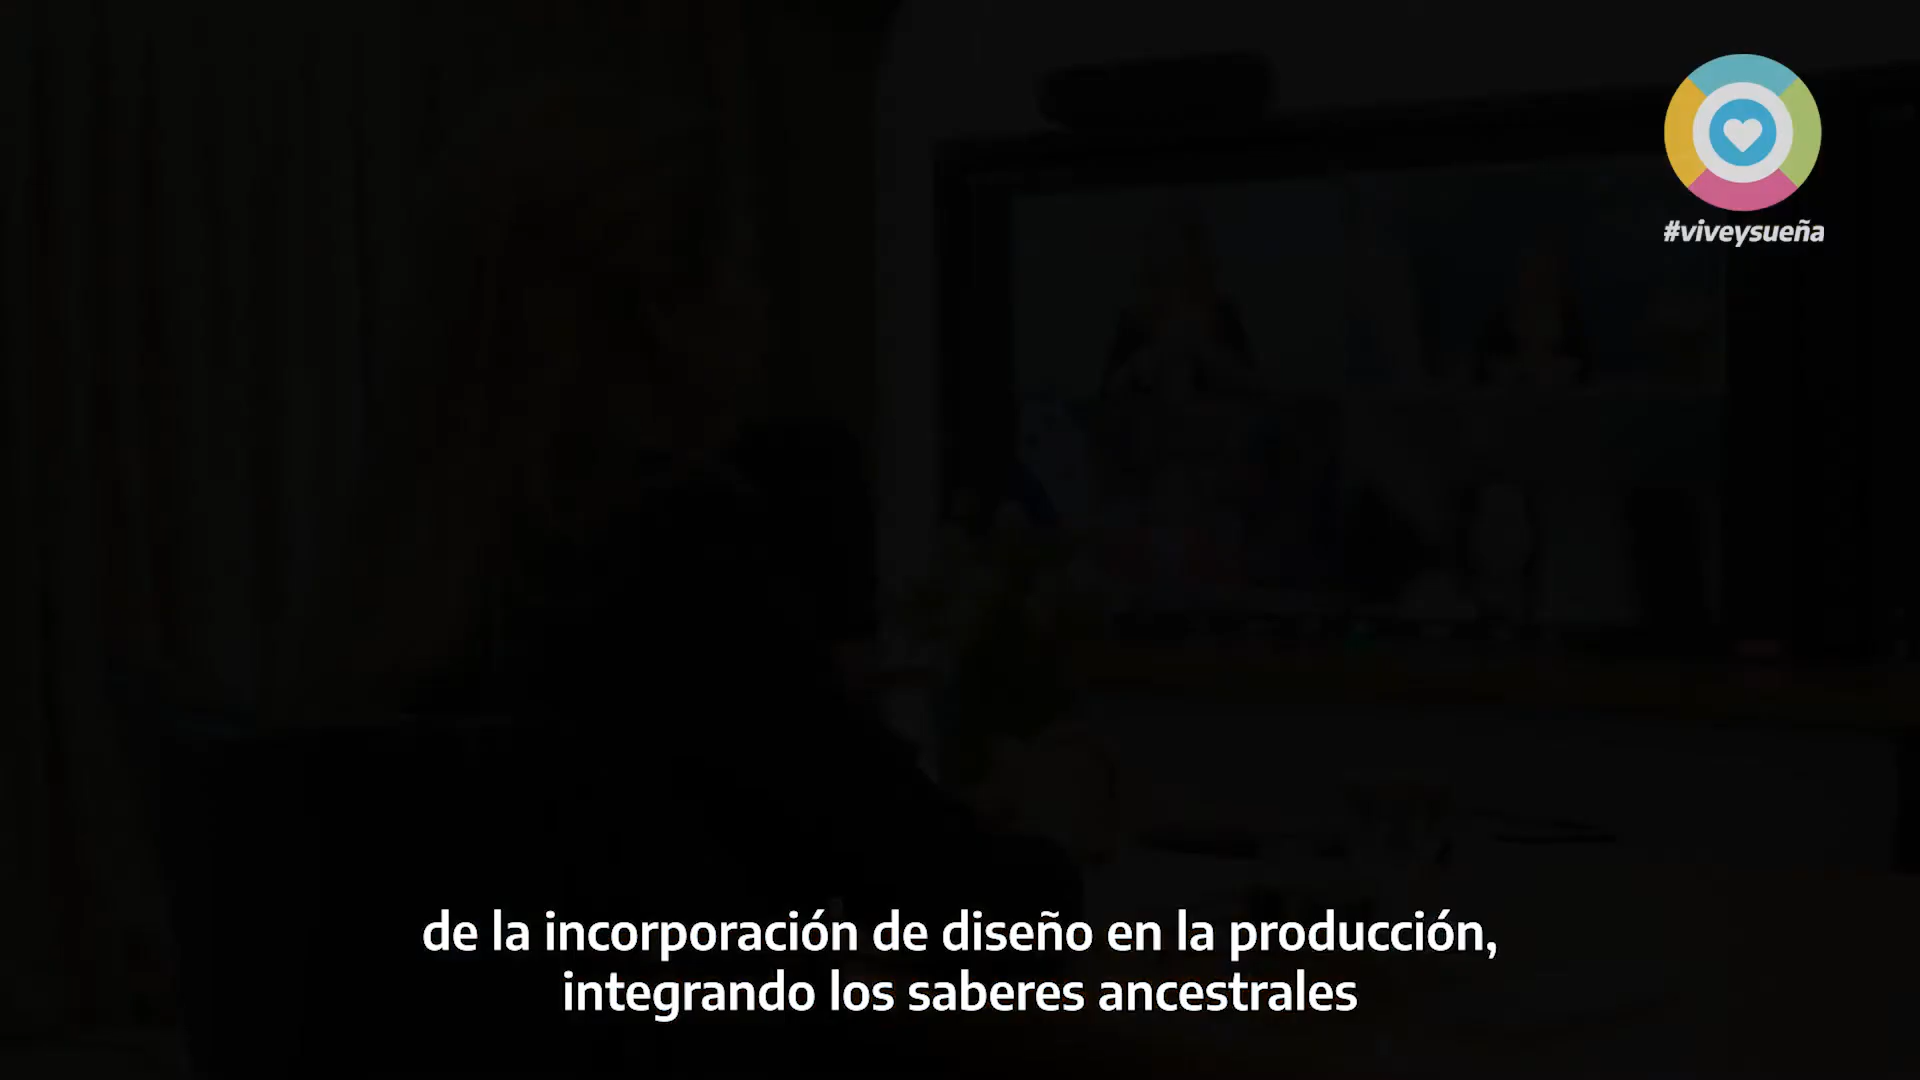 #viveysueña
de la incorporación de diseño en la producción,
integrando los saberes ancestrales